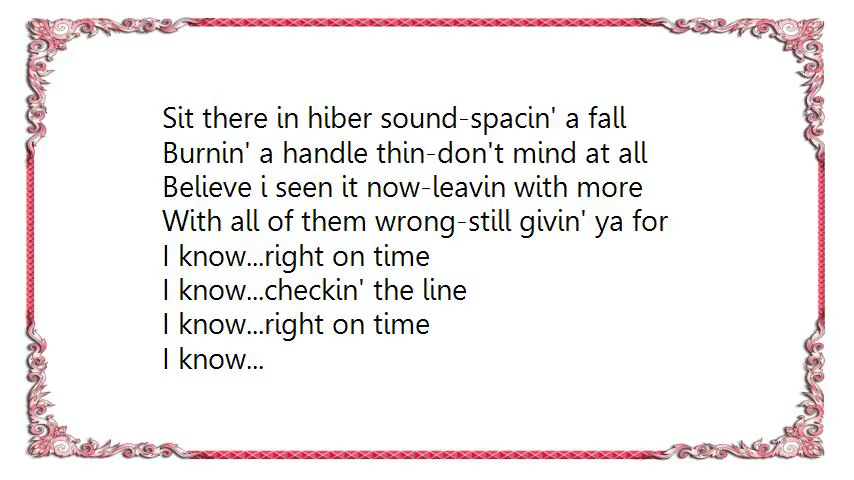 Sit there in hiber sound-spacin' a fall
Burnin' a handle thin-don't mind at all
Believe i seen it now-leavin with more
With all of them wrong-still givin' ya for
I know...right on time
I know...checkin' the line
I know...right on time
I know...